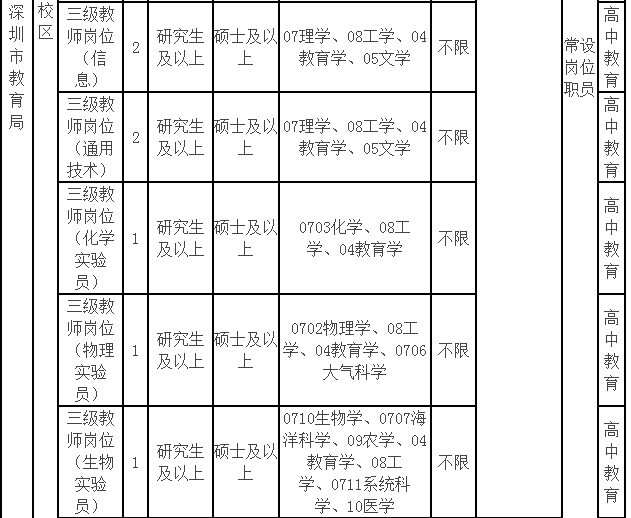 深
圳
市
教
育
局
校
区
三级教
师岗位
（信
息）
2
研究生
及以上
硕士及以
上
07理学、08工学、04
教育学、05文学
不限
常设
岗位
职员
高
中
教
育
三级教
师岗位
（通用
技术）
2
研究生
及以上
硕士及以
上
07理学、08工学、04
教育学、05文学
不限
高
中
教
育
三级教
师岗位
（化学
实验
员）
1
研究生
及以上
硕士及以
上
0703化学、08工
学、04教育学
不限
高
中
教
育
三级教
师岗位
（物理
实验
员）
1
研究生
及以上
硕士及以
上
0702物理学、08工
学、04教育学、0706
大气科学
不限
高
中
教
育
三级教
师岗位
（生物
实验
员）
1
研究生
及以上
硕士及以
上
0710生物学、0707海
洋科学、09农学、04
教育学、08工
学、0711系统科
学、10医学
不限
高
中
教
育